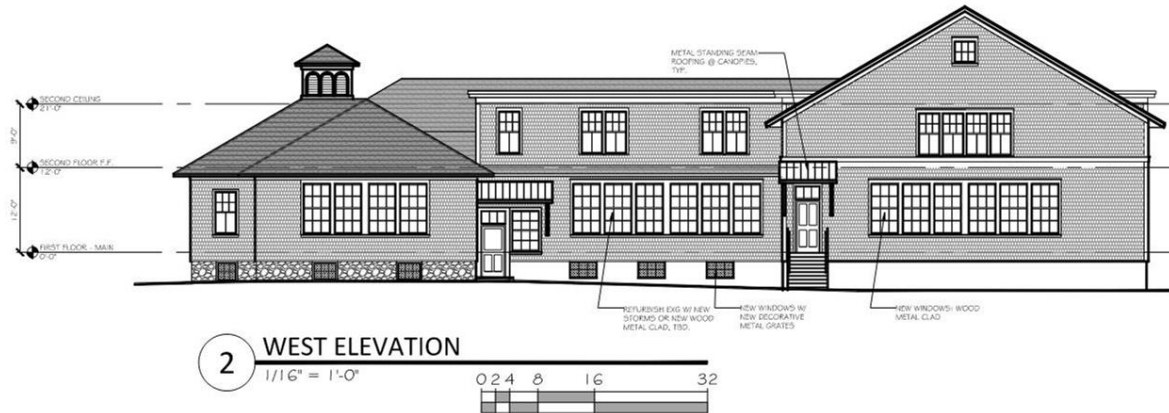 METAL STANDING SEAM
ROOFING @ CANOPIES,
TYP.
SECOND CEILING
21'-0"
9'-0"
SECOND FLOOR F.F.
12'-0"
12'-0"
FIRST FLOOR - MAIN
0'-0"
REFURBISH EXG W/ NEW
STORMS OR NEW WOOD
METAL CLAD, TBD.
NEW WINDOWS W/
NEW DECORATIVE
METAL GRATES
NEW WINDOWS: WOOD
METAL CLAD
2
WEST ELEVATION
1/16" = 1'-0"
0 2 4 8 16 32